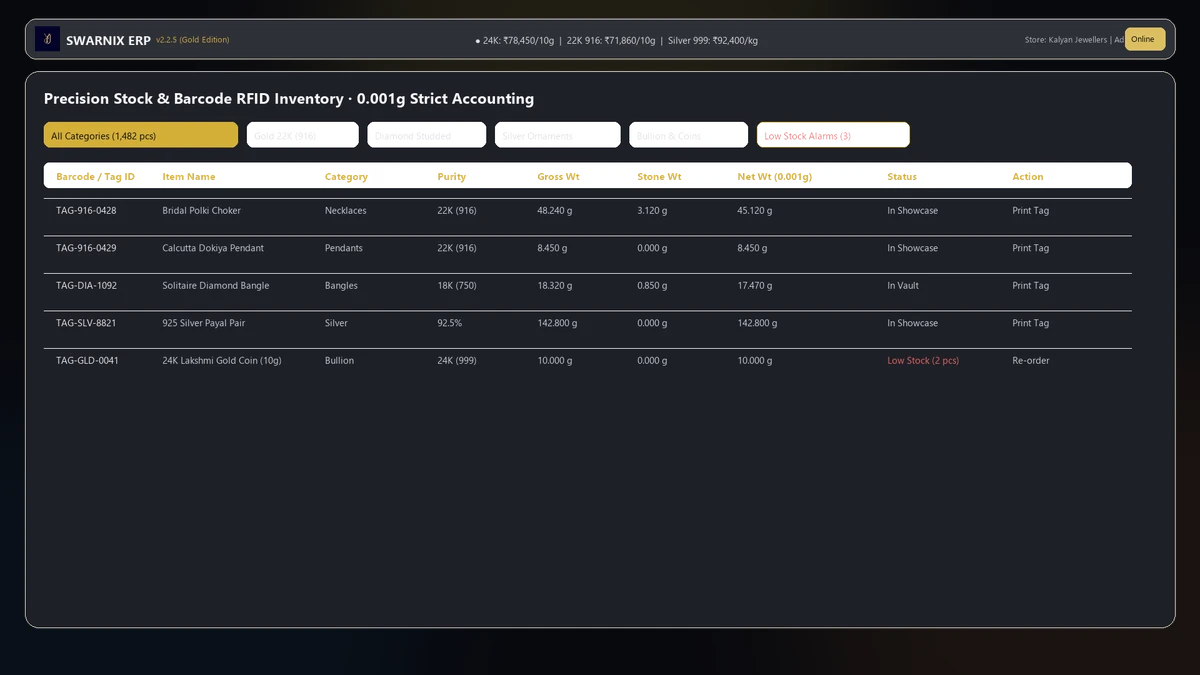 SWARNIX ERP v2.2.5 (Gold Edition)
● 24K: ₹78,450/10g | 22K 916: ₹71,860/10g | Silver 999: ₹92,400/kg
Store: Kalyan Jewellers | Ad
Online
Precision Stock & Barcode RFID Inventory · 0.001g Strict Accounting
All Categories (1,482 pcs) Gold 22K (916) Diamond Studded Silver Ornaments Bullion & Coins Low Stock Alarms (3)
Barcode / Tag ID Item Name Category Purity Gross Wt Stone Wt Net Wt (0.001g) Status Action
TAG-916-0428 Bridal Polki Choker Necklaces 22K (916) 48.240 g 3.120 g 45.120 g In Showcase Print Tag
TAG-916-0429 Calcutta Dokiya Pendant Pendants 22K (916) 8.450 g 0.000 g 8.450 g In Showcase Print Tag
TAG-DIA-1092 Solitaire Diamond Bangle Bangles 18K (750) 18.320 g 0.850 g 17.470 g In Vault Print Tag
TAG-SLV-8821 925 Silver Payal Pair Silver 92.5% 142.800 g 0.000 g 142.800 g In Showcase Print Tag
TAG-GLD-0041 24K Lakshmi Gold Coin (10g) Bullion 24K (999) 10.000 g 0.000 g 10.000 g Low Stock (2 pcs) Re-order